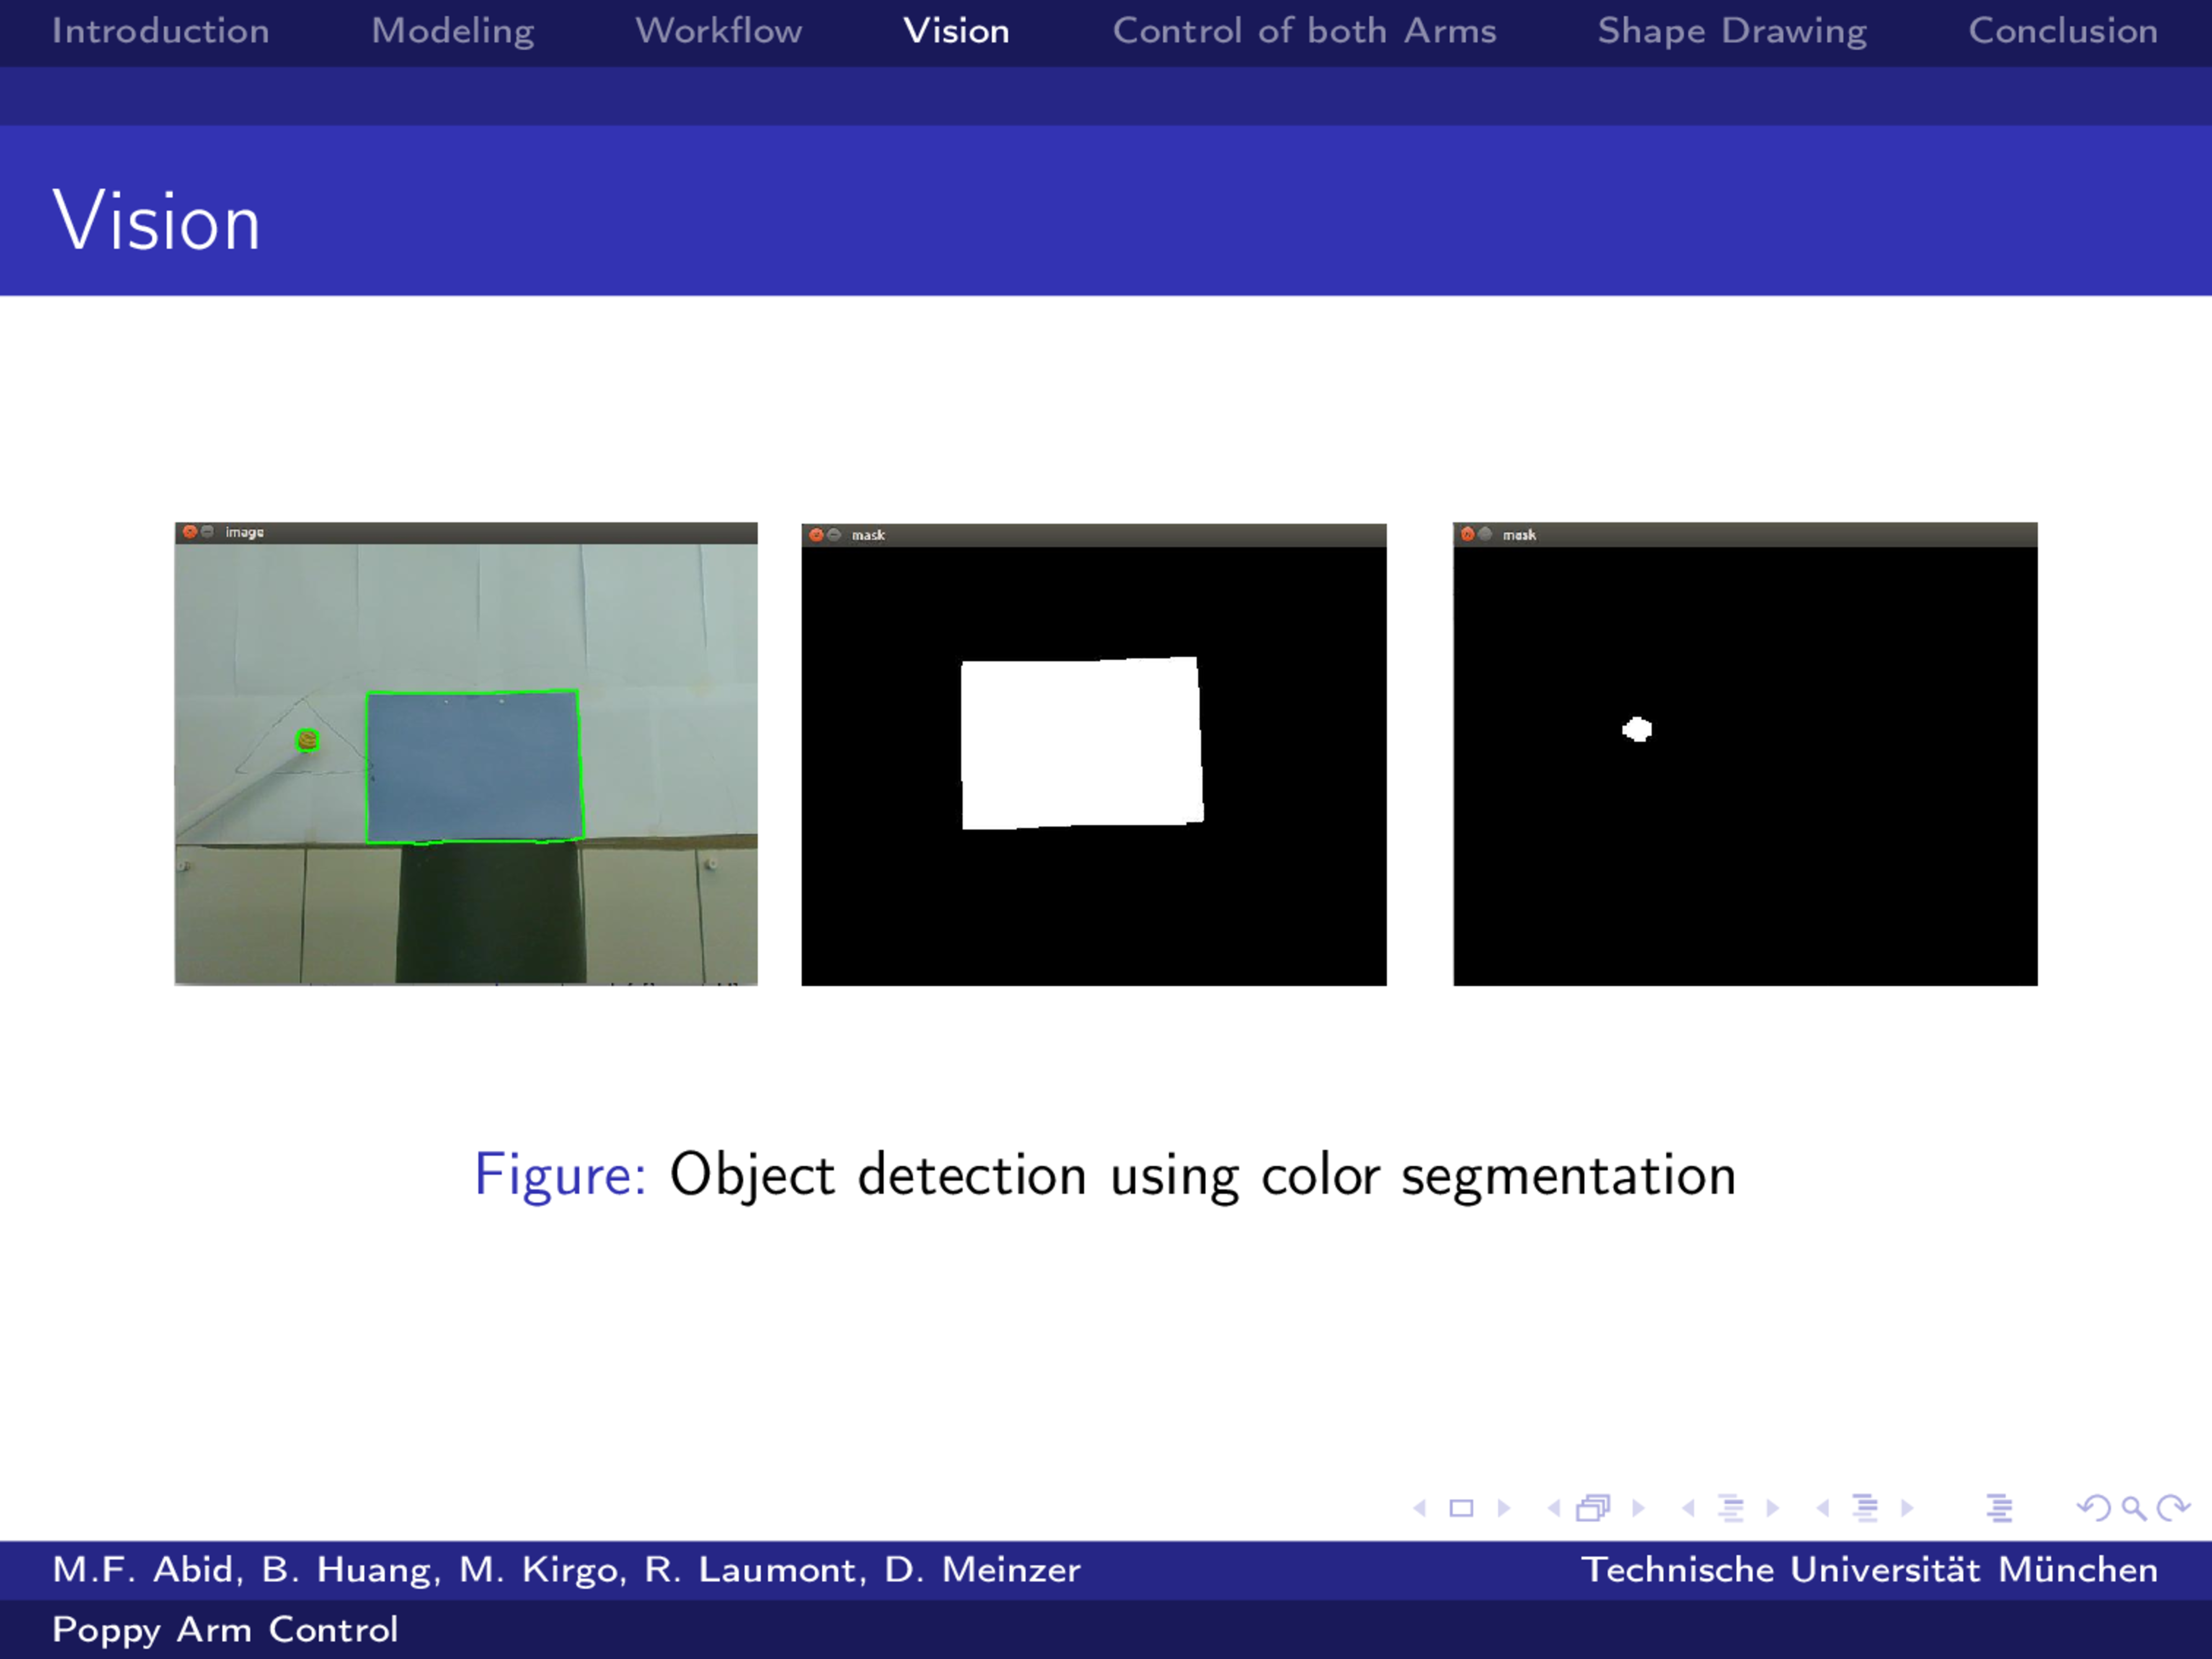 Introduction Modeling Workflow Vision Control of both Arms Shape Drawing Conclusion
Vision
image
mask
mask
Figure: Object detection using color segmentation
M.F. Abid, B. Huang, M. Kirgo, R. Laumont, D. Meinzer Technische Universität München
Poppy Arm Control